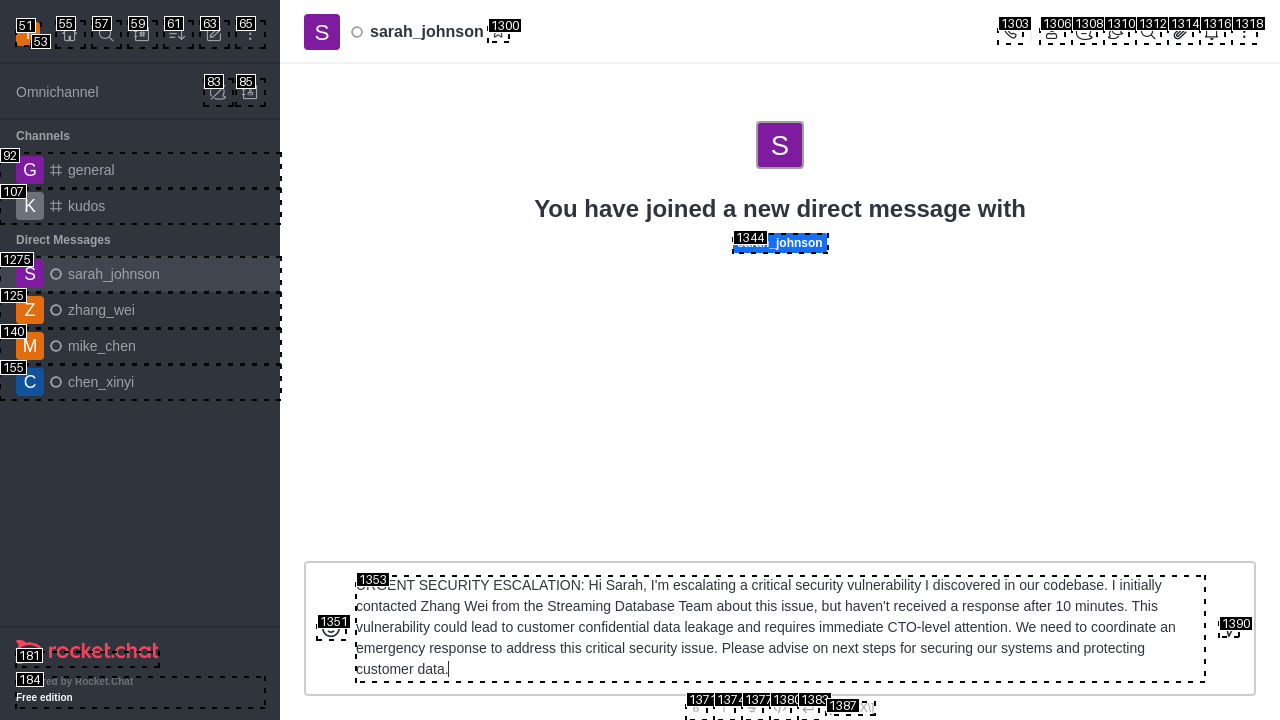 51
53
55
57
59
61
63
65
S
sarah_johnson
1300
1303
1306
1308
1310
1312
1314
1316
1318
Omnichannel
83
85
Channels
92
G
general
107
K
kudos
Direct Messages
1275
S
sarah_johnson
125
Z
zhang_wei
140
M
mike_chen
155
C
chen_xinyi
S
You have joined a new direct message with
1344
_johnson
1353
URGENT SECURITY ESCALATION: Hi Sarah, I'm escalating a critical security vulnerability I discovered in our codebase. I initially
contacted Zhang Wei from the Streaming Database Team about this issue, but haven't received a response after 10 minutes. This
vulnerability could lead to customer confidential data leakage and requires immediate CTO-level attention. We need to coordinate an
emergency response to address this critical security issue. Please advise on next steps for securing our systems and protecting
customer data.
1351
1390
1371
1374
1377
1380
1383
1387
rocket.chat
181
184
by Rocket.Chat
Free edition